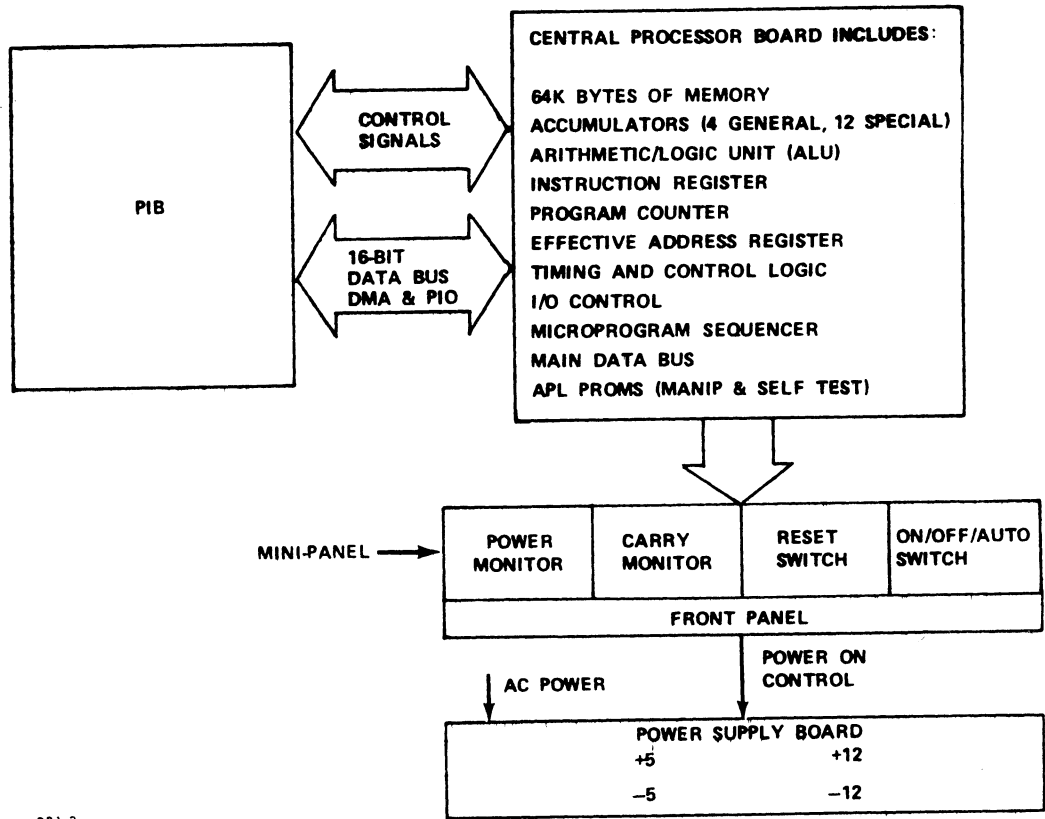 CENTRAL PROCESSOR BOARD INCLUDES:
64K BYTES OF MEMORY
ACCUMULATORS (4 GENERAL, 12 SPECIAL)
ARITHMETIC/LOGIC UNIT (ALU)
INSTRUCTION REGISTER
PROGRAM COUNTER
EFFECTIVE ADDRESS REGISTER
TIMING AND CONTROL LOGIC
I/O CONTROL
MICROPROGRAM SEQUENCER
MAIN DATA BUS
APL PROMS (MANIP & SELF TEST)
CONTROL
SIGNALS
PIB
16-BIT
DATA BUS
DMA & PIO
MINI-PANEL
POWER
MONITOR
CARRY
MONITOR
RESET
SWITCH
ON/OFF/AUTO
SWITCH
FRONT PANEL
AC POWER
POWER ON
CONTROL
POWER SUPPLY BOARD
+5 +12
−5 −12